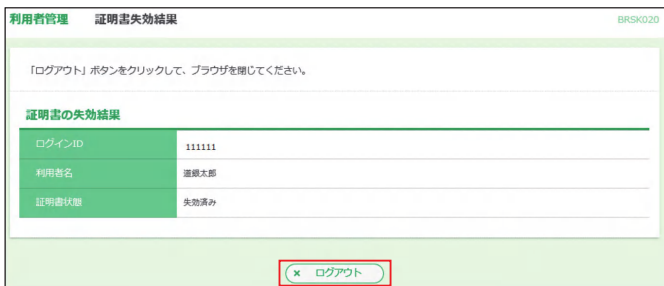 利用者管理 証明書失効結果 BRSK020
「ログアウト」ボタンをクリックして、ブラウザを閉じてください。
証明書の失効結果
ログインID 111111
利用者名 道銀太郎
証明書状態 失効済み
× ログアウト